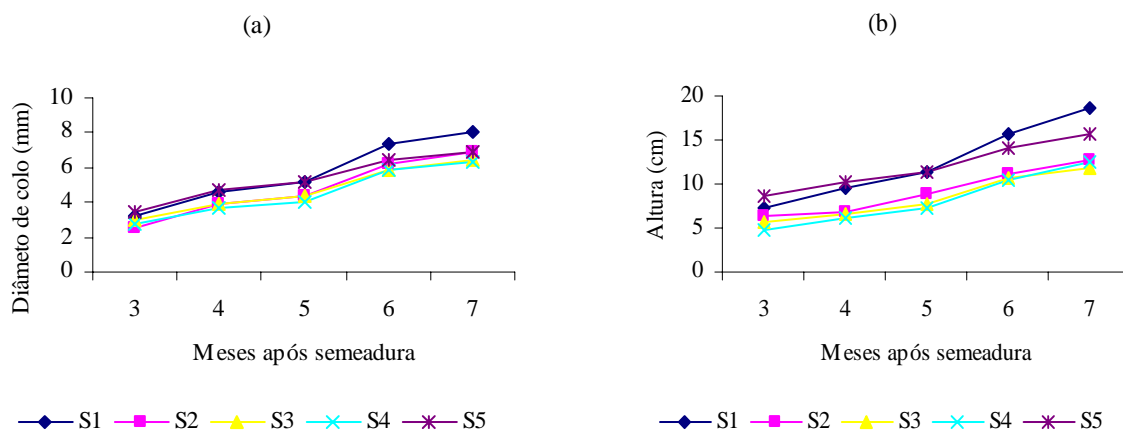 (a)
Diâmeto de colo (mm)
10
8
6
4
2
0
3 4 5 6 7
Meses após semeadura
S1 S2 S3 S4 S5
(b)
Altura (cm)
20
15
10
5
0
3 4 5 6 7
Meses após semeadura
S1 S2 S3 S4 S5